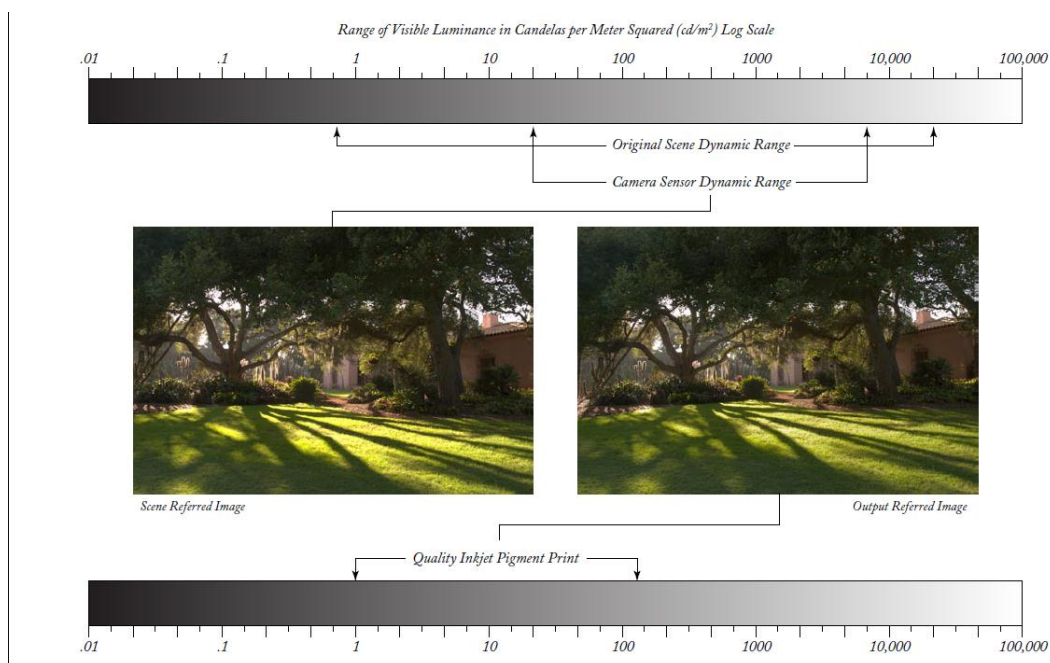 Range of Visible Luminance in Candelas per Meter Squared (cd/m²) Log Scale
.01 .1 1 10 100 1000 10,000 100,000
Original Scene Dynamic Range
Camera Sensor Dynamic Range
Scene Referred Image Output Referred Image
Quality Inkjet Pigment Print
.01 .1 1 10 100 1000 10,000 100,000